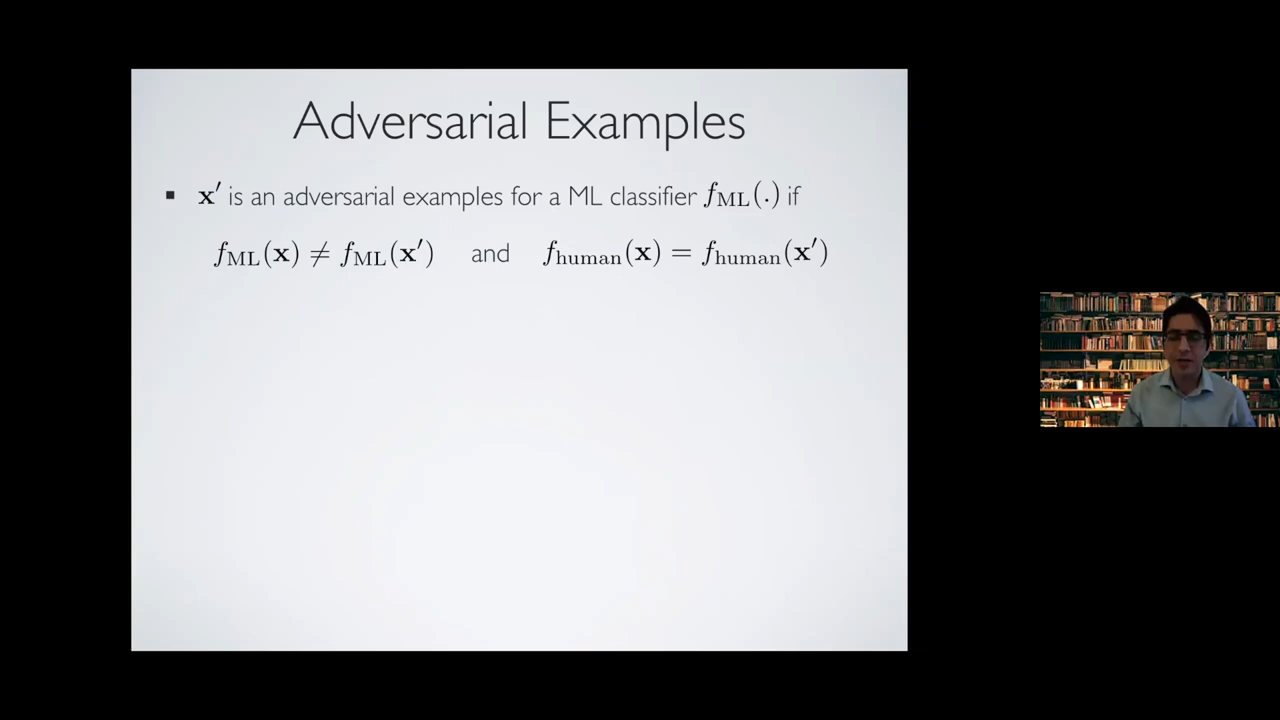 Adversarial Examples
▪ x′ is an adversarial examples for a ML classifier f_ML(.) if
f_ML(x) ≠ f_ML(x′) and f_human(x) = f_human(x′)